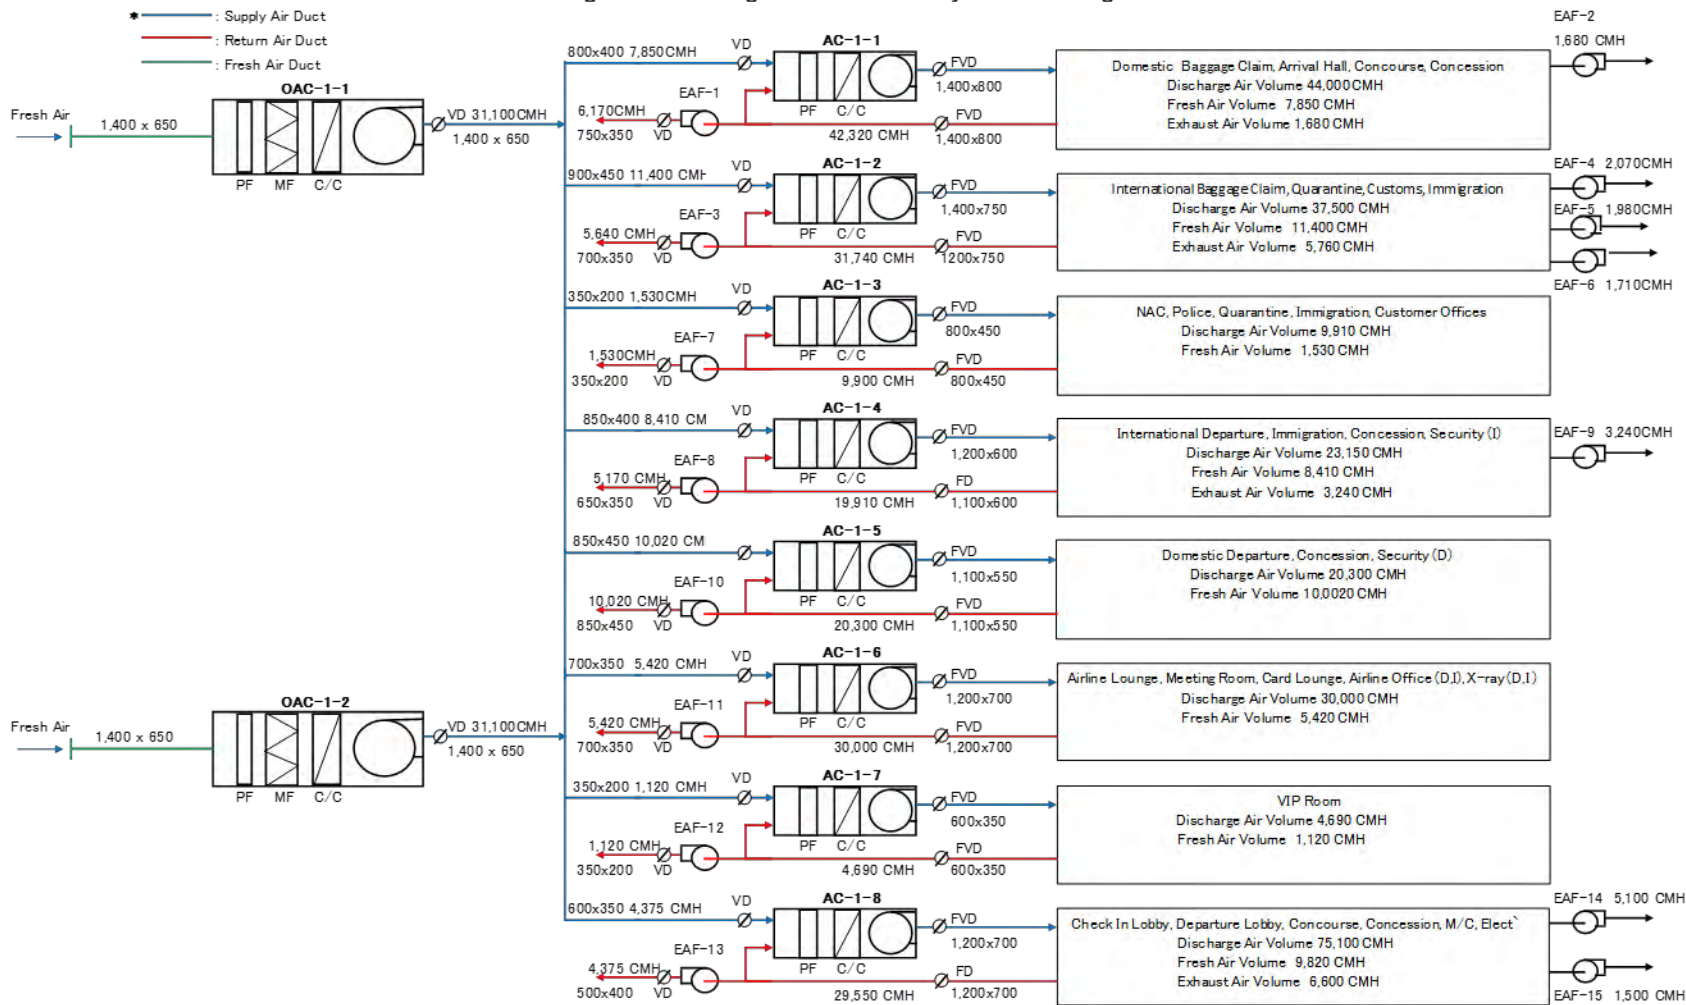 * : Supply Air Duct
: Return Air Duct
: Fresh Air Duct
OAC-1-1
Fresh Air
1,400 x 650
PF MF C/C
VD 31,100CMH
1,400 x 650
800x400 7,850CMH
VD
AC-1-1
PF C/C
FVD
1,400x800
6,170CMH
750x350
VD
EAF-1
42,320 CMH
FVD
1,400x800
Domestic Baggage Claim, Arrival Hall, Concourse, Concession
Discharge Air Volume 44,000CMH
Fresh Air Volume 7,850 CMH
Exhaust Air Volume 1,680 CMH
EAF-2
1,680 CMH
900x450 11,400 CMH
VD
AC-1-2
PF C/C
FVD
1,400x750
EAF-3
5,640 CMH
700x350
VD
31,740 CMH
FVD
1200x750
International Baggage Claim, Quarantine, Customs, Immigration
Discharge Air Volume 37,500 CMH
Fresh Air Volume 11,400 CMH
Exhaust Air Volume 5,760 CMH
EAF-4 2,070CMH
EAF-5 1,980CMH
EAF-6 1,710CMH
350x200 1,530CMH
VD
AC-1-3
PF C/C
FVD
800x450
EAF-7
1,530CMH
350x200
VD
9,900 CMH
FVD
800x450
NAC, Police, Quarantine, Immigration, Customer Offices
Discharge Air Volume 9,910 CMH
Fresh Air Volume 1,530 CMH
850x400 8,410 CM
VD
AC-1-4
PF C/C
FVD
1,200x600
EAF-8
5,170 CMH
650x350
VD
19,910 CMH
FD
1,100x600
International Departure, Immigration, Concession, Security (I)
Discharge Air Volume 23,150 CMH
Fresh Air Volume 8,410 CMH
Exhaust Air Volume 3,240 CMH
EAF-9 3,240CMH
850x450 10,020 CM
VD
AC-1-5
PF C/C
FVD
1,100x550
EAF-10
10,020 CMH
850x450
VD
20,300 CMH
FVD
1,100x550
Domestic Departure, Concession, Security (D)
Discharge Air Volume 20,300 CMH
Fresh Air Volume 10,0020 CMH
700x350 5,420 CMH
VD
AC-1-6
PF C/C
FVD
1,200x700
EAF-11
5,420 CMH
700x350
VD
30,000 CMH
FVD
1,200x700
Airline Lounge, Meeting Room, Card Lounge, Airline Office (D,I), X-ray(D,I)
Discharge Air Volume 30,000 CMH
Fresh Air Volume 5,420 CMH
OAC-1-2
Fresh Air
1,400 x 650
PF MF C/C
VD 31,100CMH
1,400 x 650
350x200 1,120 CMH
VD
AC-1-7
PF C/C
FVD
600x350
EAF-12
1,120 CMH
350x200
VD
4,690 CMH
FVD
600x350
VIP Room
Discharge Air Volume 4,690 CMH
Fresh Air Volume 1,120 CMH
600x350 4,375 CMH
VD
AC-1-8
PF C/C
FVD
1,200x700
EAF-13
4,375 CMH
500x400
VD
29,550 CMH
FD
1,200x700
Check In Lobby, Departure Lobby, Concourse, Concession, M/C, Elect`
Discharge Air Volume 75,100 CMH
Fresh Air Volume 9,820 CMH
Exhaust Air Volume 6,600 CMH
EAF-14 5,100 CMH
EAF-15 1,500 CMH